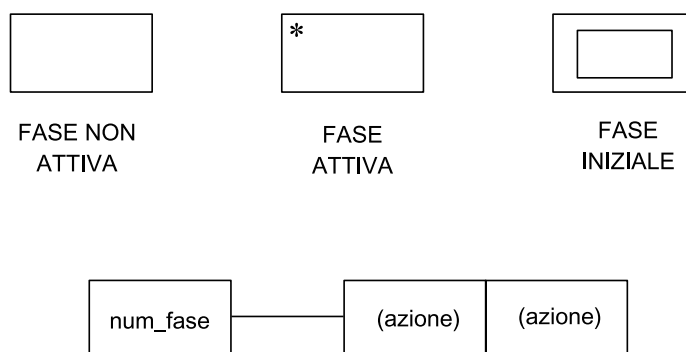 *
FASE NON
ATTIVA
FASE
ATTIVA
FASE
INIZIALE
num_fase
(azione)
(azione)